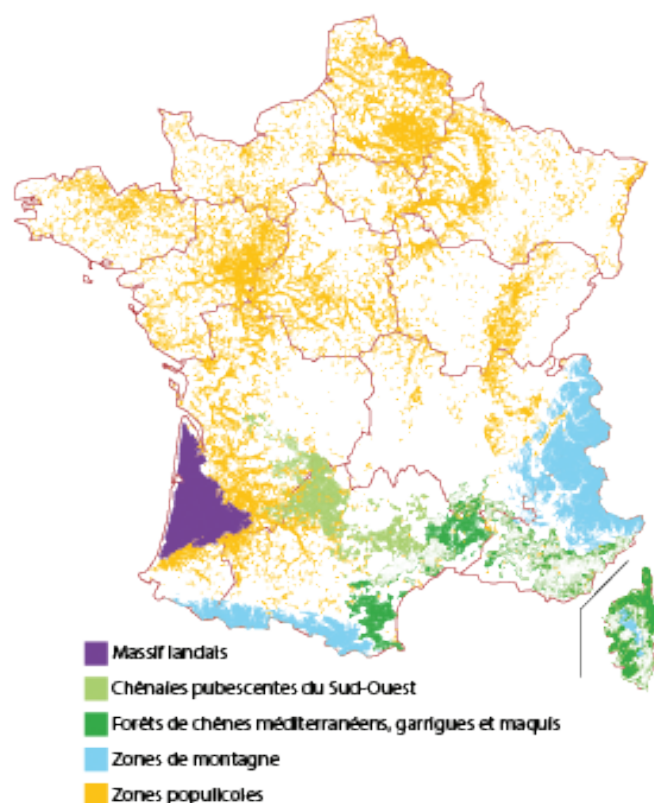 Massif landais
Chênaies pubescentes du Sud-Ouest
Forêts de chênes méditerranéens, garrigues et maquis
Zones de montagne
Zones populicoles